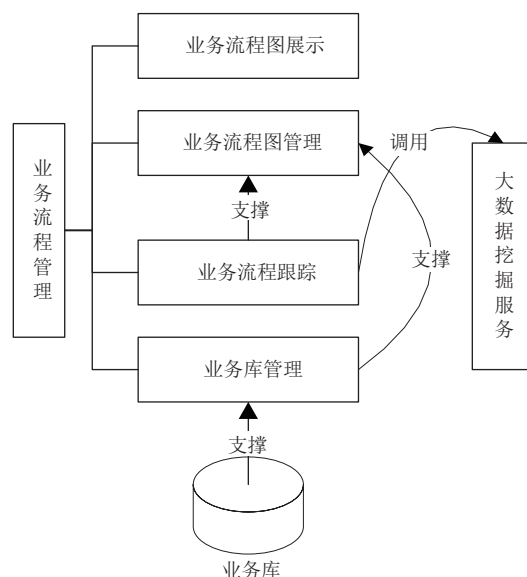 业务流程图展示
业务流程图管理
调用
业务流程管理
大数据挖掘服务
支撑
支撑
业务流程跟踪
业务库管理
支撑
业务库